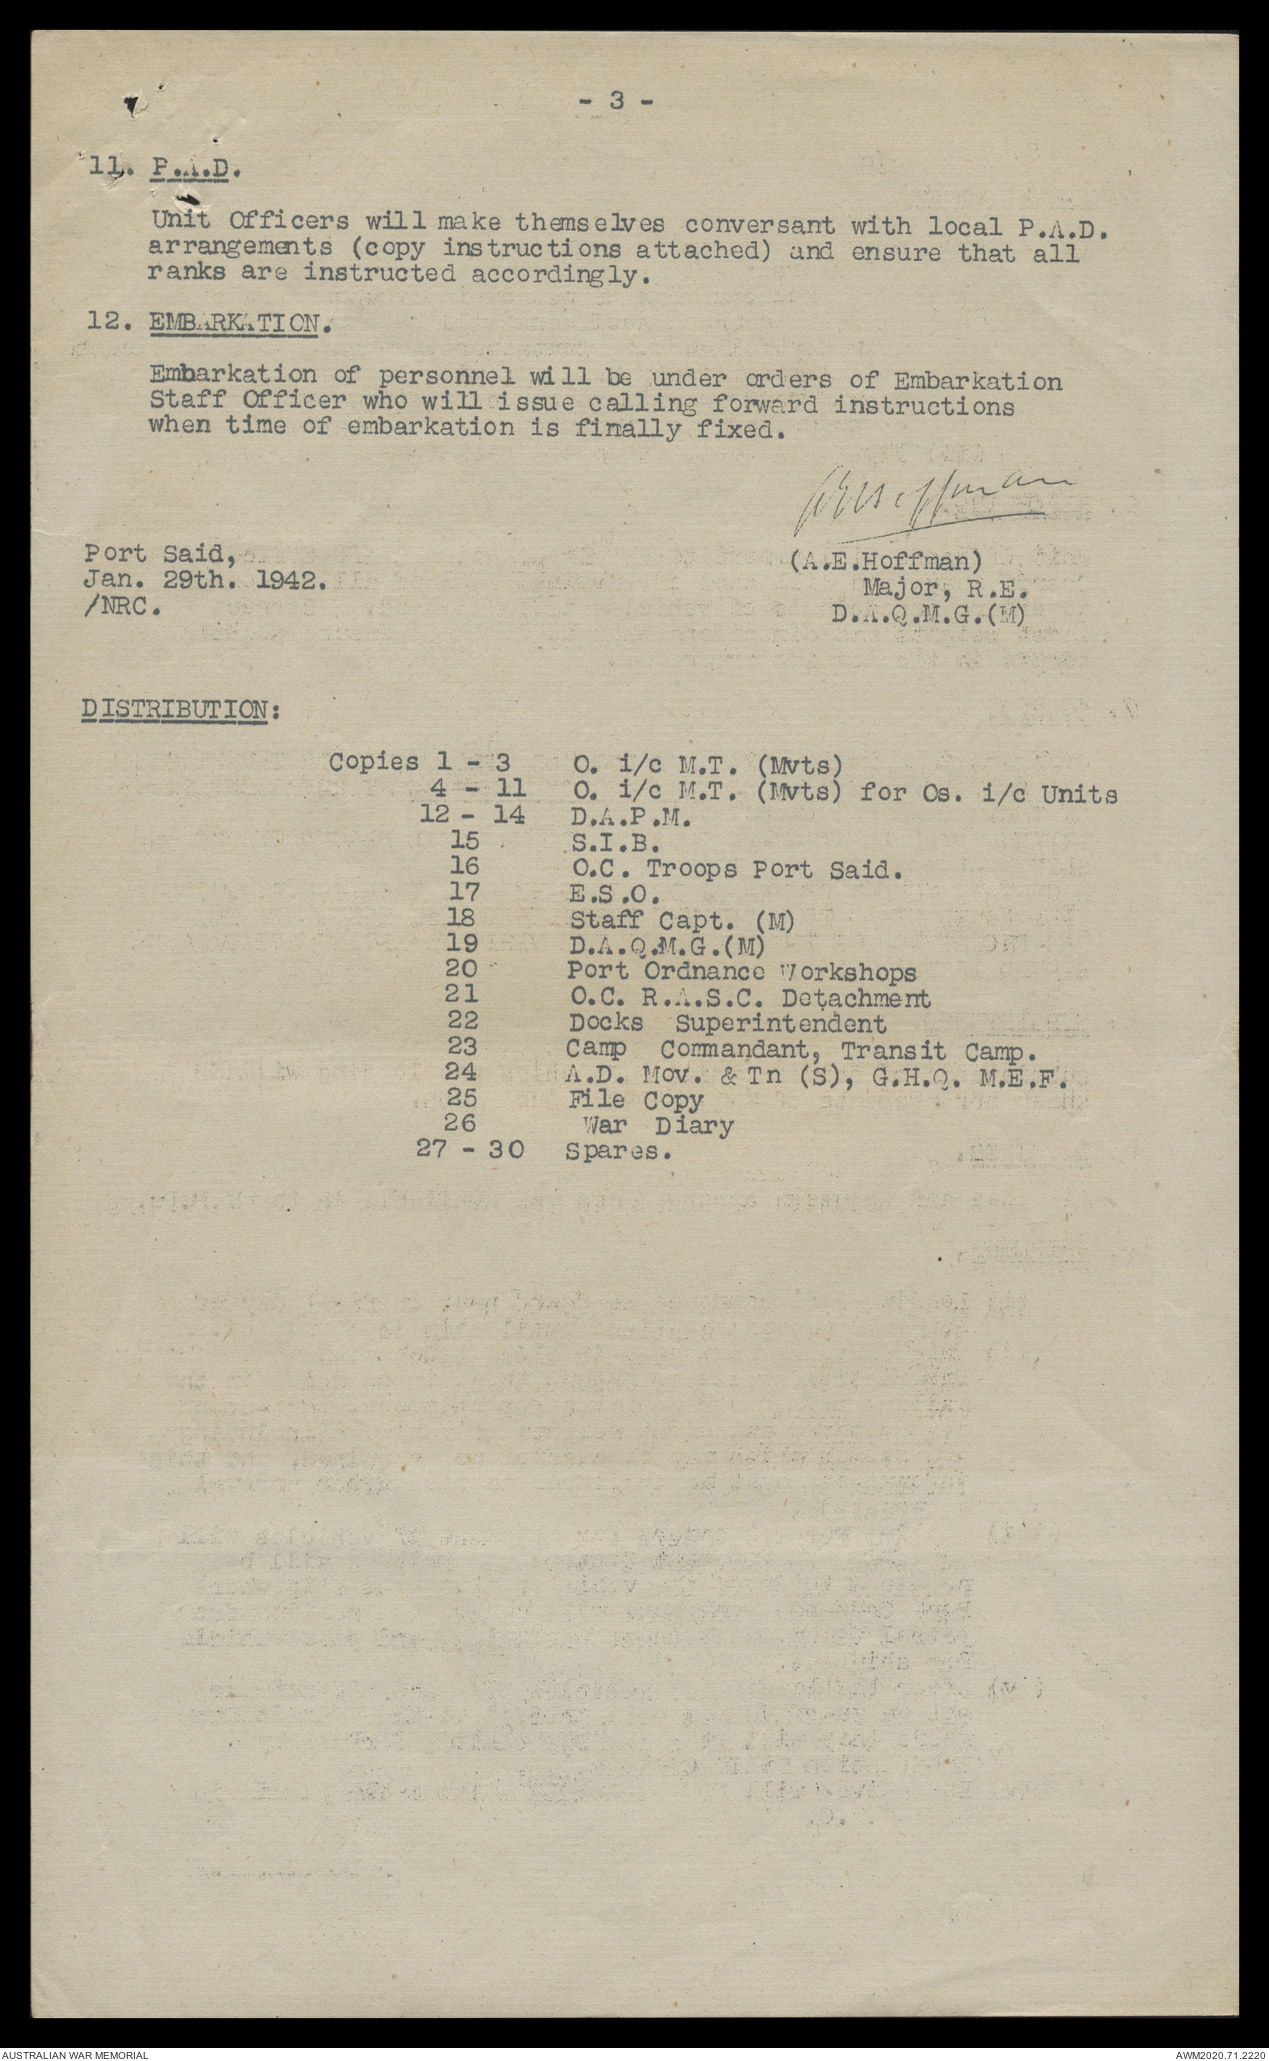 - 3 -
11. P.A.D.
Unit Officers will make themselves conversant with local P.A.D.
arrangements (copy instructions attached) and ensure that all
ranks are instructed accordingly.
12. EMBARKATION.
Embarkation of personnel will be under orders of Embarkation
Staff Officer who will issue calling forward instructions
when time of embarkation is finally fixed.
AEHoffman
Port Said,
Jan. 29th. 1942.
/NRC.
(A.E.Hoffman)
Major, R.E.
D.A.Q.M.G.(M)
DISTRIBUTION:
Copies 1 - 3 O. i/c M.T. (Mvts)
4 - 11 O. i/c M.T. (Mvts) for Os. i/c Units
12 - 14 D.A.P.M.
15 S.I.B.
16 O.C. Troops Port Said.
17 E.S.O.
18 Staff Capt. (M)
19 D.A.Q.M.G.(M)
20 Port Ordnance Workshops
21 O.C. R.A.S.C. Detachment
22 Docks Superintendent
23 Camp Commandant, Transit Camp.
24 A.D. Mov. & Tn (S), G.H.Q. M.E.F.
25 File Copy
26 War Diary
27 - 30 Spares.
AUSTRALIAN WAR MEMORIAL
AWM2020.71.2220